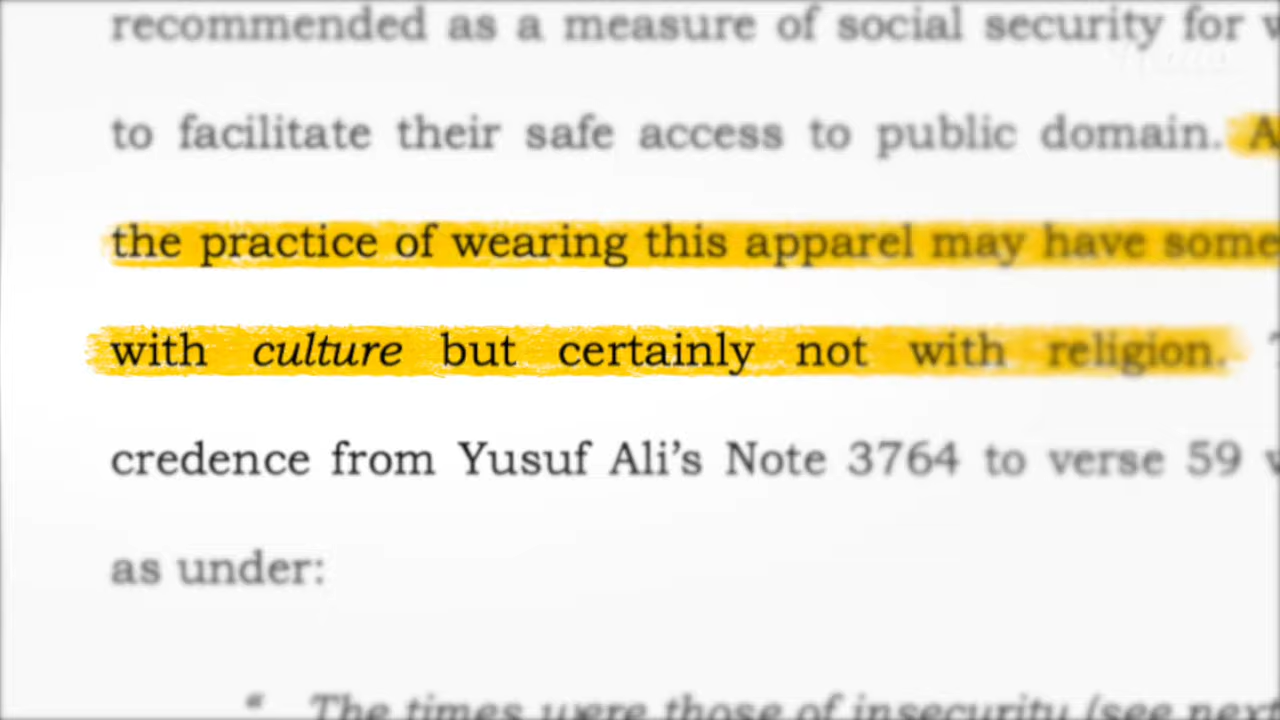 recommended as a measure of social security for
to facilitate their safe access to public domain.
the practice of wearing this apparel may have some
with culture but certainly not with religion.
credence from Yusuf Ali’s Note 3764 to verse 59
as under:
“ The times were those of insecurity (see next